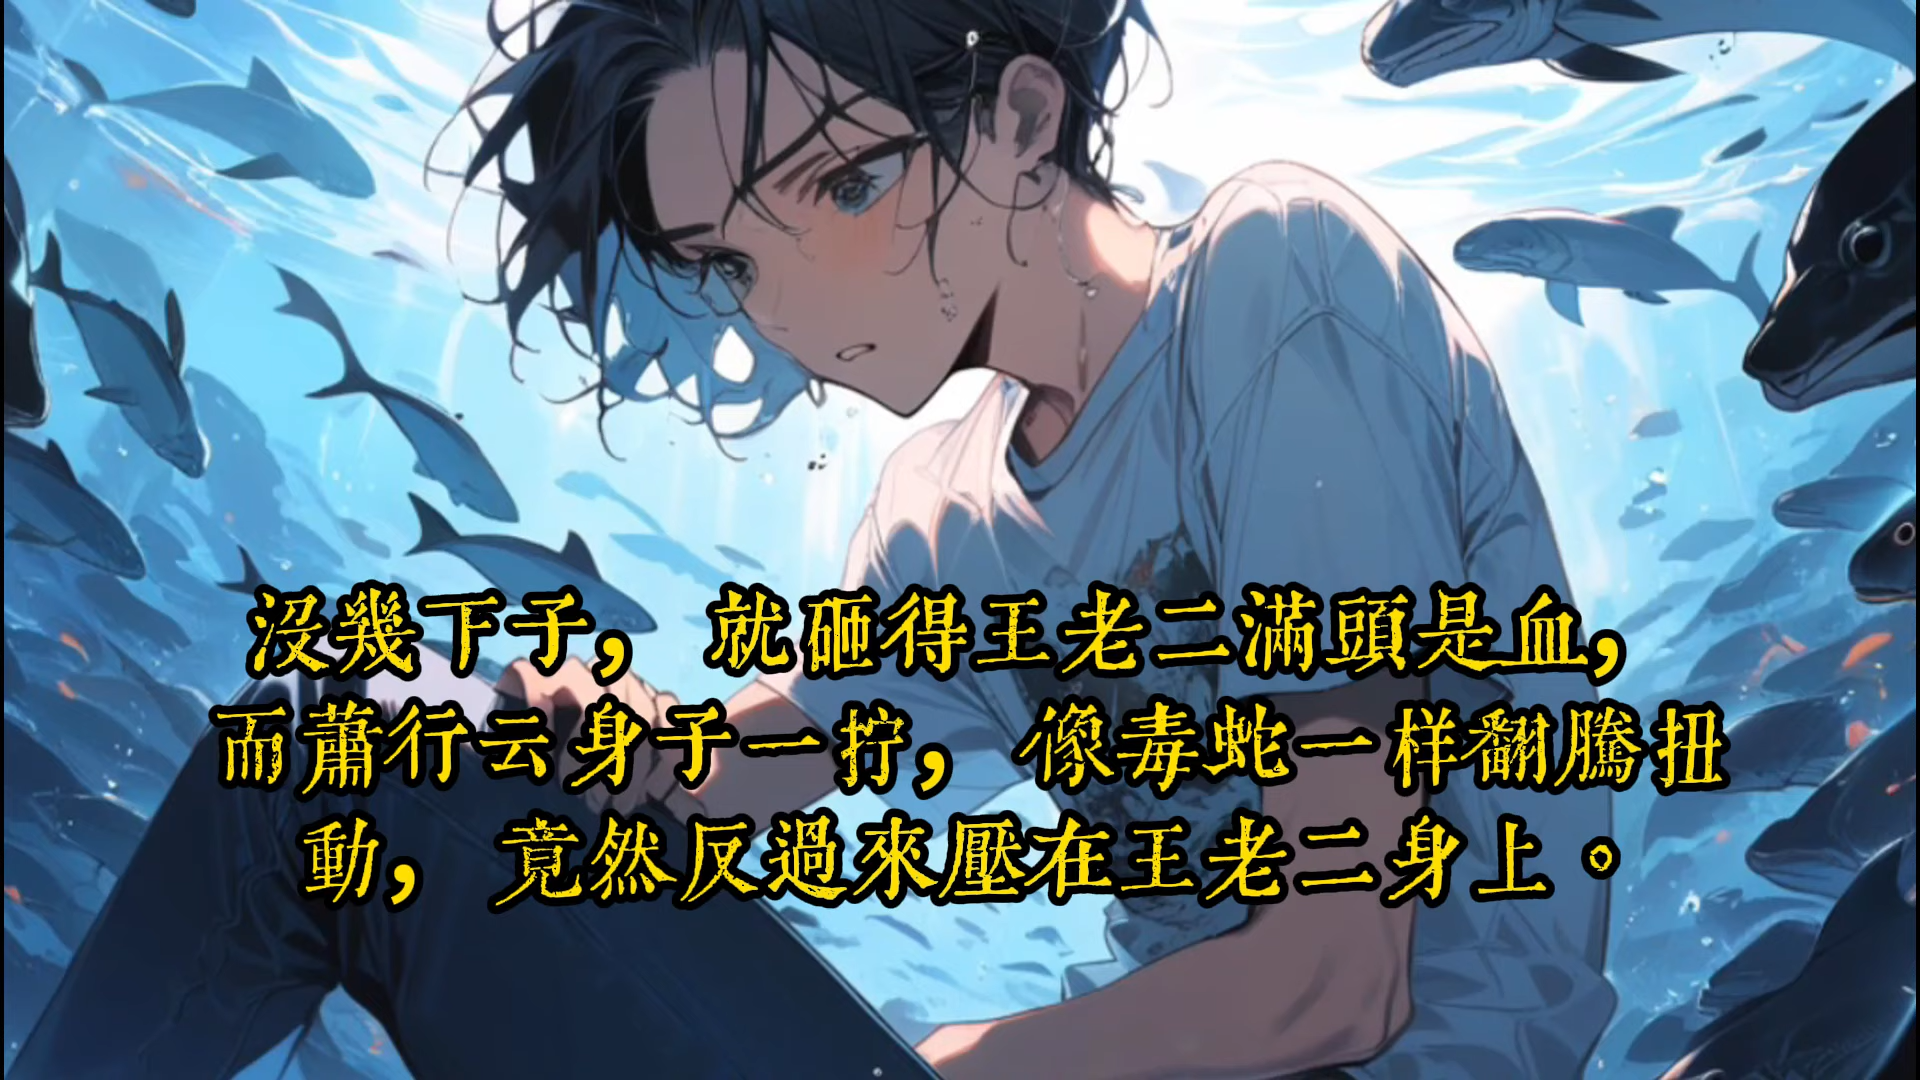 没幾下子，就砸得王老二滿頭是血，
而蕭行云身子一拧，像毒蛇一样翻騰扭
動，竟然反過來壓在王老二身上。